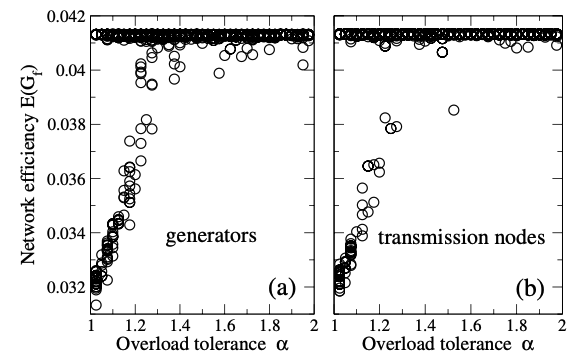 0.042
0.04
0.038
0.036
0.034
0.032
Network efficiency E(G_f)
generators
(a)
1 1.2 1.4 1.6 1.8 2
Overload tolerance α
transmission nodes
(b)
1 1.2 1.4 1.6 1.8 2
Overload tolerance α